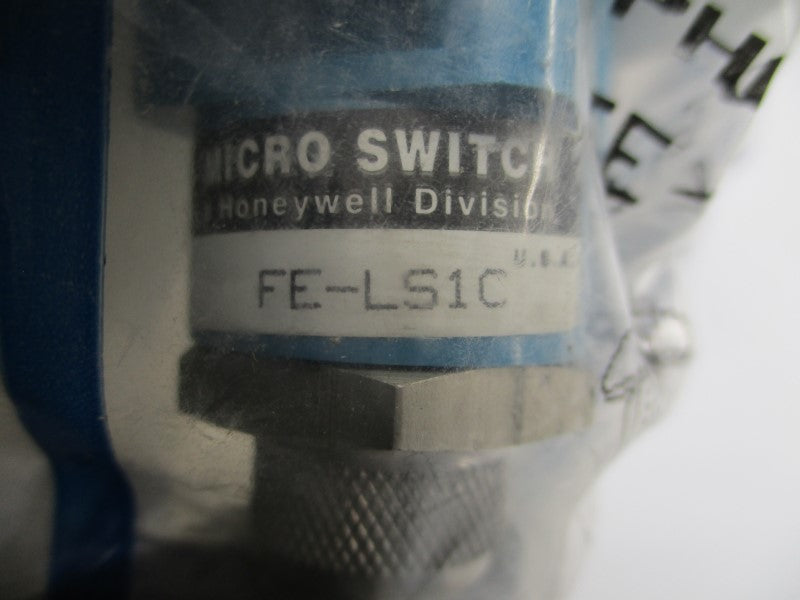 MICRO SWITCH
a Honeywell Division
U.S.A.
FE-LS1C